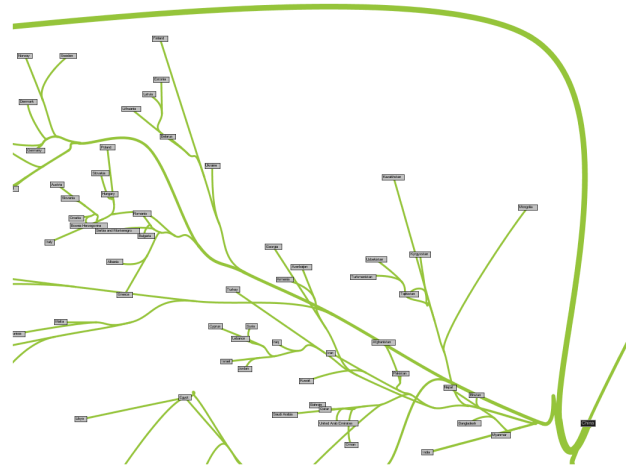 Finland
Norway
Sweden
Estonia
Latvia
Denmark
Lithuania
Belarus
Germany
Poland
Ukraine
Slovakia
Kazakhstan
Austria
Hungary
Slovenia
Mongolia
Romania
Croatia
Bosnia Herzegovina
Serbia and Montenegro
Bulgaria
Italy
Georgia
Kyrgyzstan
Uzbekistan
Albania
Azerbaijan
Turkmenistan
Armenia
Turkey
Greece
Tajikistan
Malta
Cyprus
Syria
Lebanon
Iraq
Afghanistan
Iran
Israel
Jordan
Pakistan
Kuwait
Nepal
Bhutan
Egypt
Bahrain
Qatar
Saudi Arabia
Libya
United Arab Emirates
Bangladesh
China
Myanmar
Oman
India